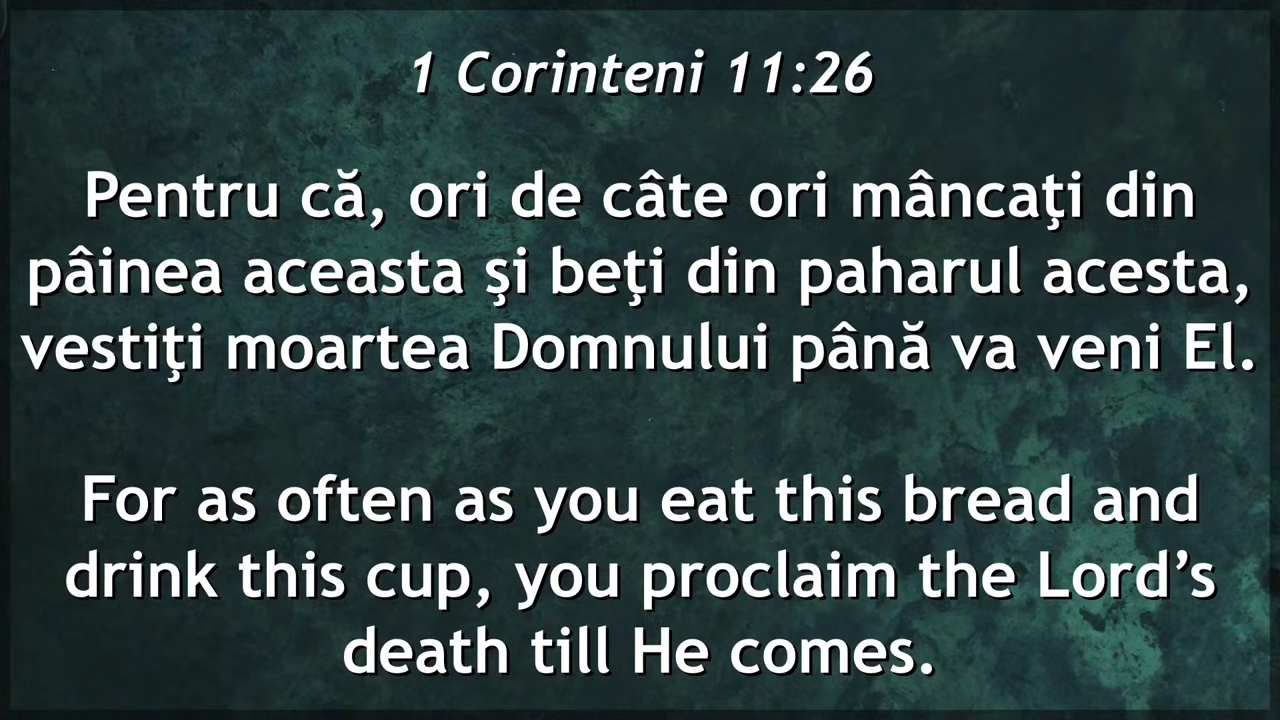 1 Corinteni 11:26
Pentru că, ori de câte ori mâncaţi din
pâinea aceasta şi beţi din paharul acesta,
vestiţi moartea Domnului până va veni El.
For as often as you eat this bread and
drink this cup, you proclaim the Lord’s
death till He comes.